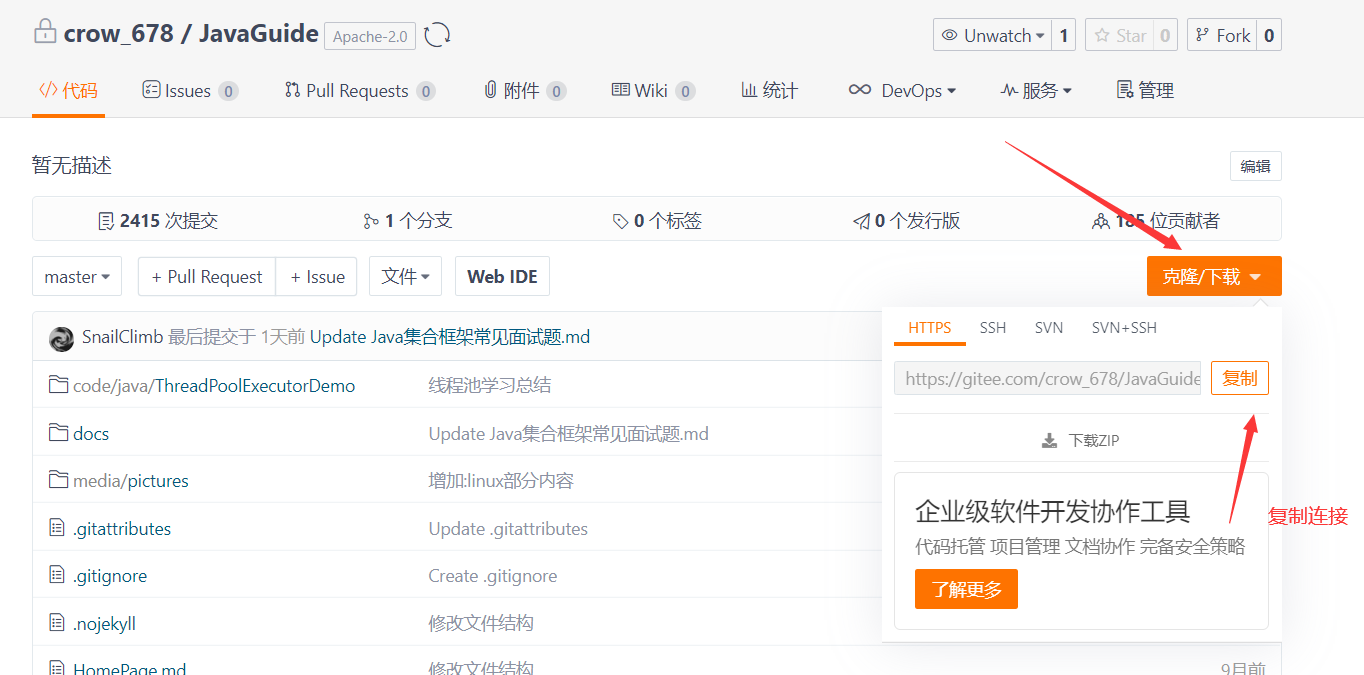 crow_678 / JavaGuide Apache-2.0 Unwatch 1 Star 0 Fork 0
代码 Issues 0 Pull Requests 0 附件 0 Wiki 0 统计 DevOps 服务 管理
暂无描述 编辑
2415 次提交 1 个分支 0 个标签 0 个发行版 185 位贡献者
master + Pull Request + Issue 文件 Web IDE 克隆/下载
HTTPS SSH SVN SVN+SSH
SnailClimb 最后提交于 1天前 Update Java集合框架常见面试题.md
https://gitee.com/crow_678/JavaGuide 复制
code/java/ThreadPoolExecutorDemo 线程池学习总结
docs Update Java集合框架常见面试题.md
下载ZIP
media/pictures 增加:linux部分内容
企业级软件开发协作工具
复制连接
.gitattributes Update .gitattributes
代码托管 项目管理 文档协作 完备安全策略
.gitignore Create .gitignore
了解更多
.nojekyll 修改文件结构
HomePage.md 修改文件结构 9月前